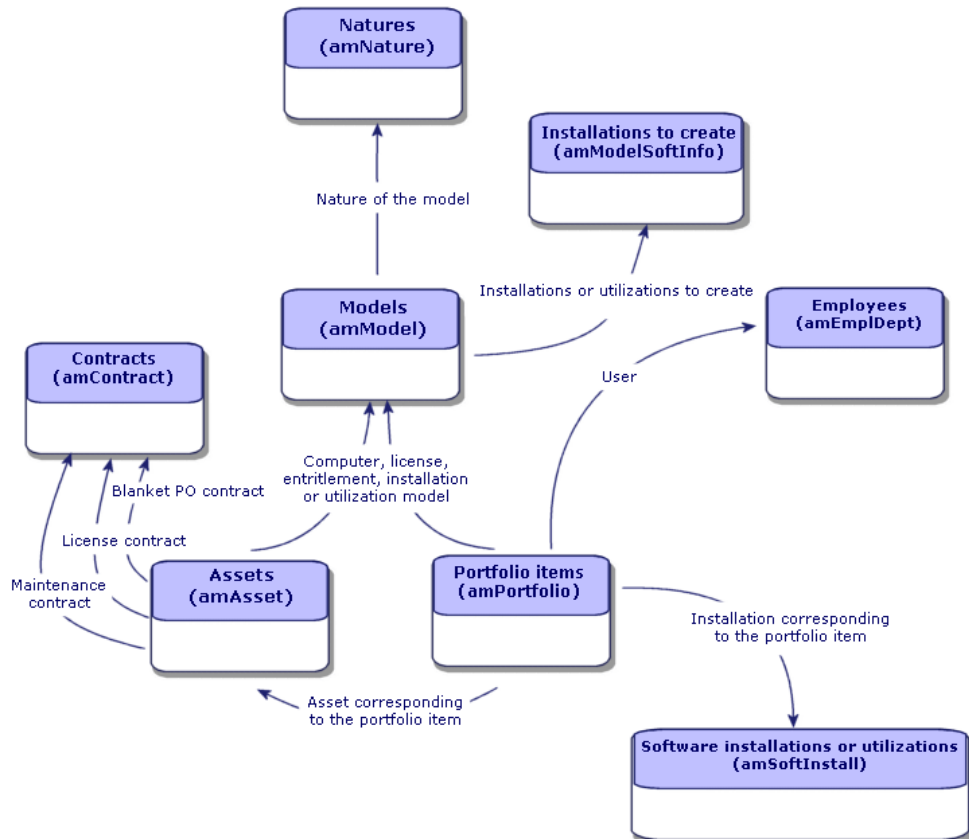 Natures
(amNature)
Installations to create
(amModelSoftInfo)
Nature of the model
Installations or utilizations to create
Models
(amModel)
Employees
(amEmplDept)
Contracts
(amContract)
User
Computer, license,
entritlement, installation
or utilization model
Blanket PO contract
License contract
Maintenance
contract
Assets
(amAsset)
Portfolio items
(amPortfolio)
Installation corresponding
to the portfolio item
Asset corresponding
to the portfolio item
Software installations or utilizations
(amSoftInstall)